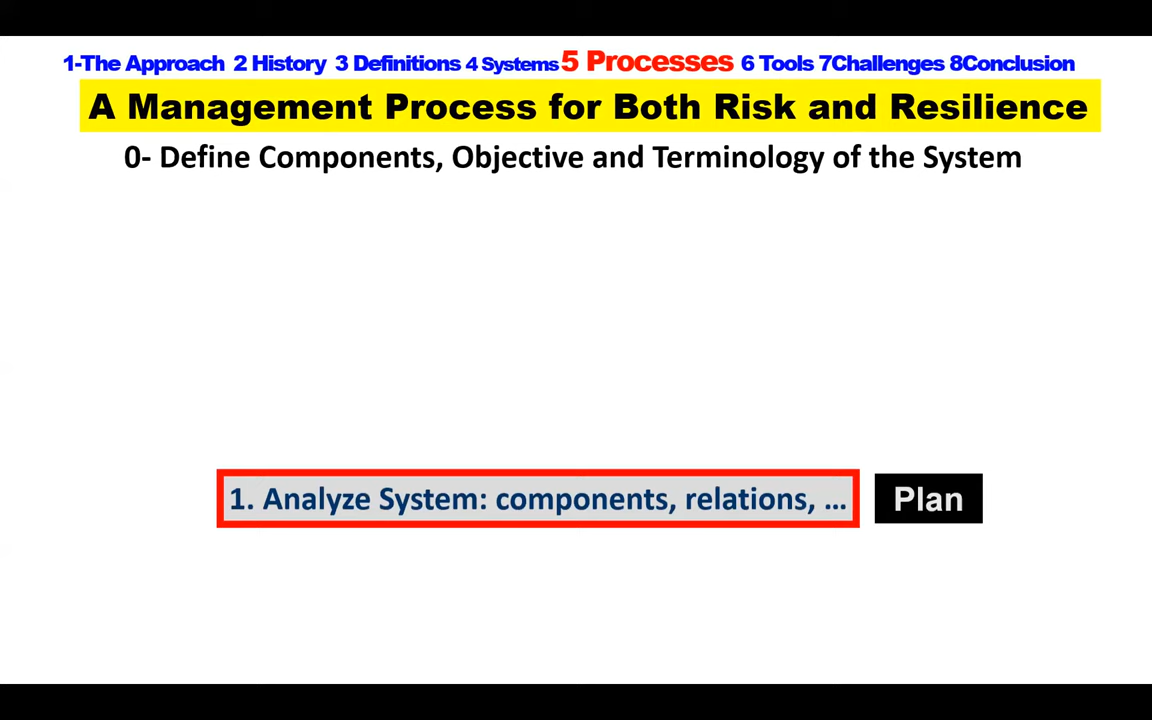 1-The Approach 2 History 3 Definitions 4 Systems 5 Processes 6 Tools 7Challenges 8Conclusion
A Management Process for Both Risk and Resilience
0- Define Components, Objective and Terminology of the System
1. Analyze System: components, relations, ... Plan